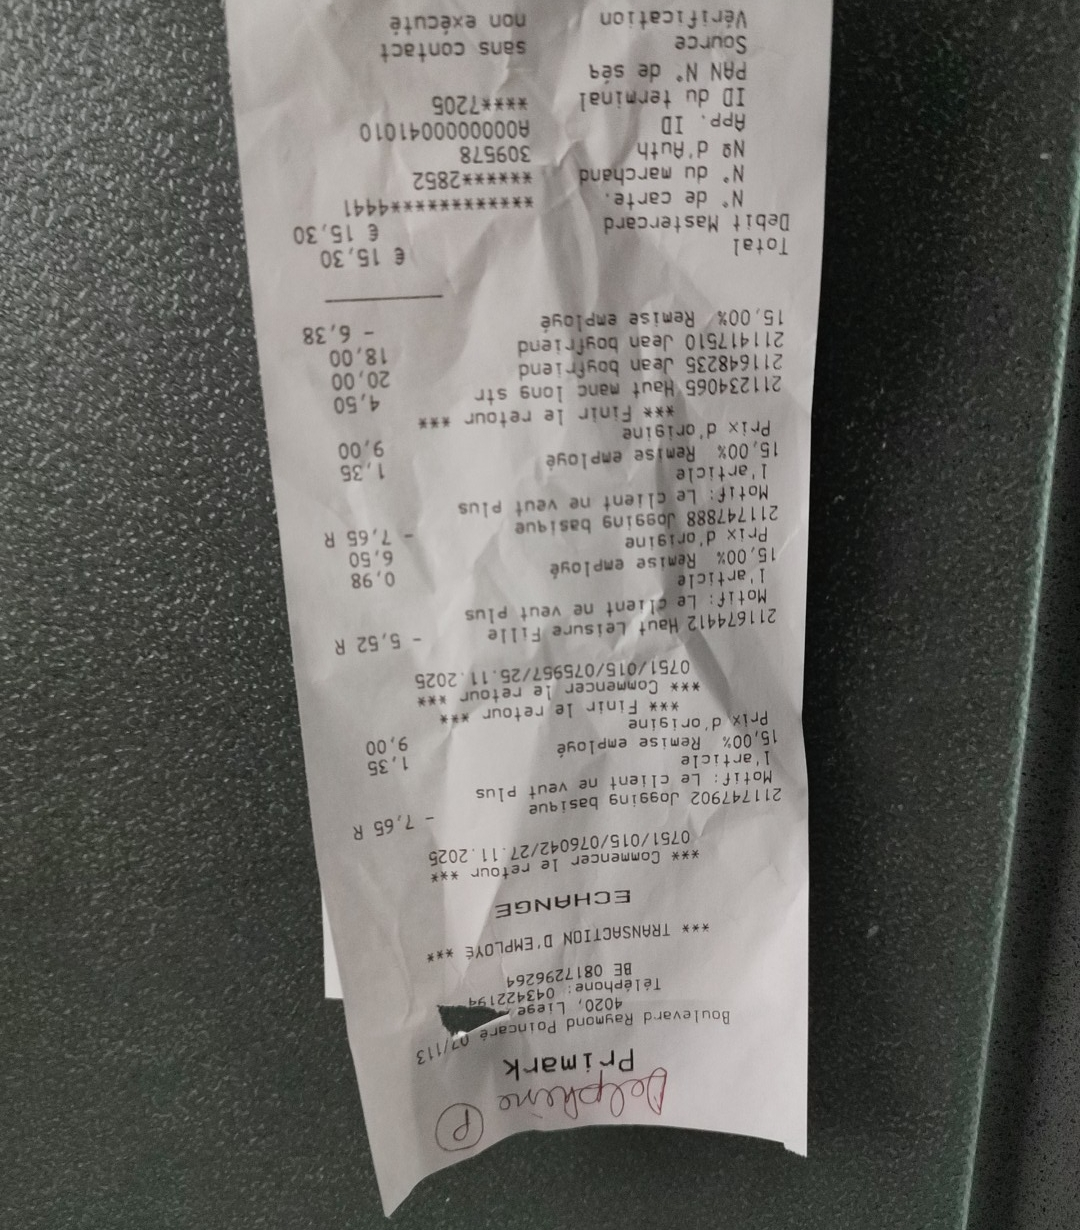 Delphine P
Primark
Boulevard Raymond Poincaré 07/113
4020, Liege
Téléphone: 043422194
BE 0817296264
*** TRANSACTION D'EMPLOYÉ ***
ECHANGE
*** Commencer le retour ***
0751/015/076042/27.11.2025
211747902 Jogging basique - 7,65 R
Motif: Le client ne veut plus
l'article
15,00% Remise employé 1,35
Prix d'origine 9,00
*** Finir le retour ***
*** Commencer le retour ***
0751/015/075957/25.11.2025
211674412 Haut Leisure Fille - 5,52 R
Motif: Le client ne veut plus
l'article
15,00% Remise employé 0,98
Prix d'origine 6,50
211747888 Jogging basique - 7,65 R
Motif: Le client ne veut plus
l'article
15,00% Remise employé 1,35
Prix d'origine 9,00
*** Finir le retour ***
211234065 Haut manc long str 4,50
211648235 Jean boyfriend 20,00
211417510 Jean boyfriend 18,00
15,00% Remise employé - 6,38
Total € 15,30
Debit Mastercard € 15,30
N° de carte. ************4441
N° du marchand *******2852
Nº d'Auth 309578
App. ID A0000000041010
ID du terminal ****7205
PAN N° de séq
Source sans contact
Vérification non exécuté